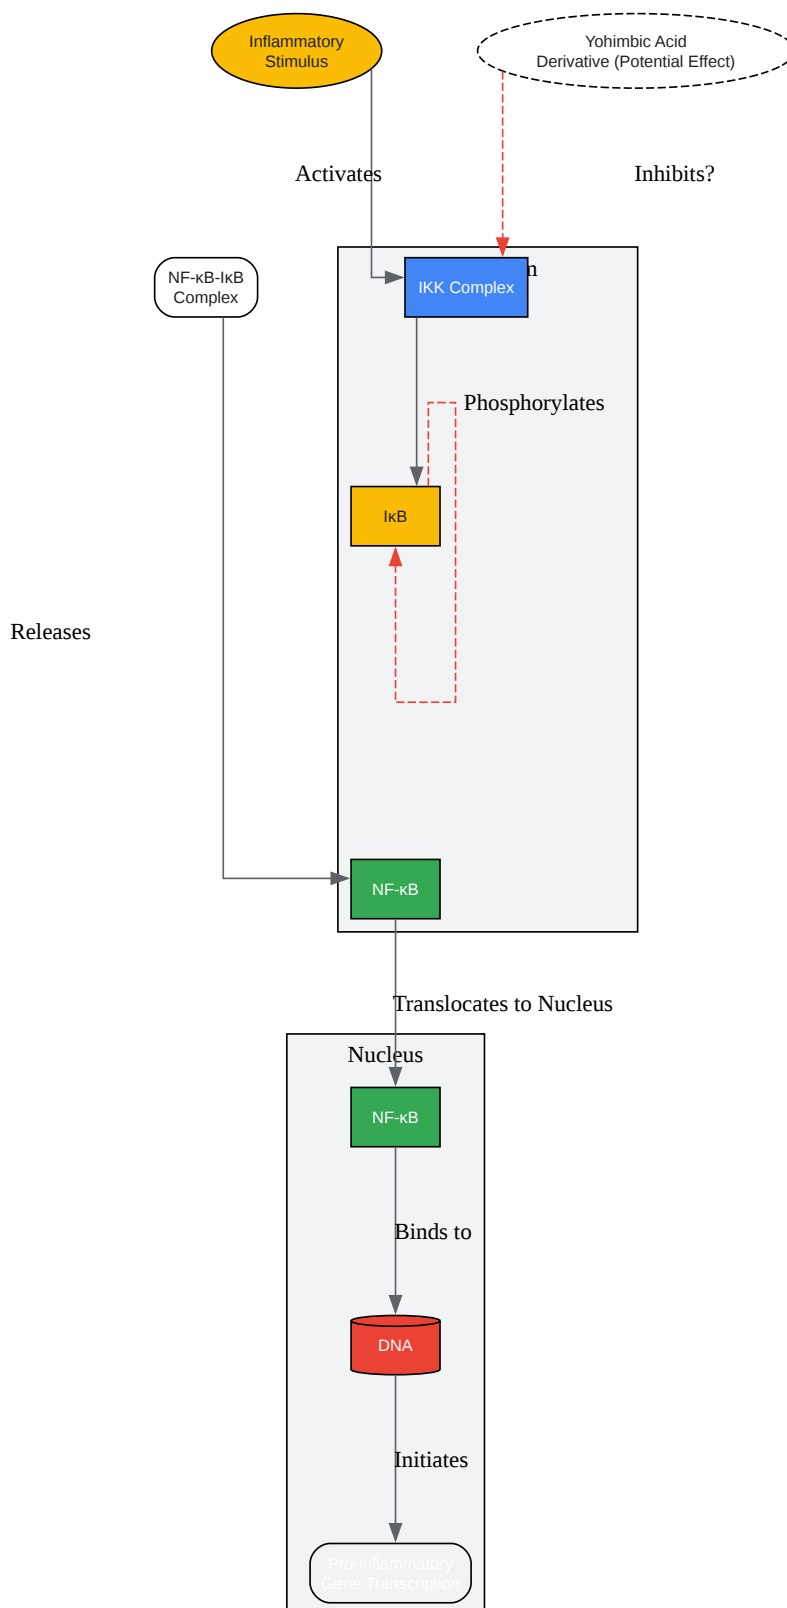 Inflammatory
Stimulus
Yohimbic Acid
Derivative (Potential Effect)
Activates
Inhibits?
NF-κB-IκB
Complex
IKK Complex
Phosphorylates
IκB
Releases
NF-κB
Translocates to Nucleus
Nucleus
NF-κB
Binds to
DNA
Initiates
Pro-inflammatory
Gene Transcription